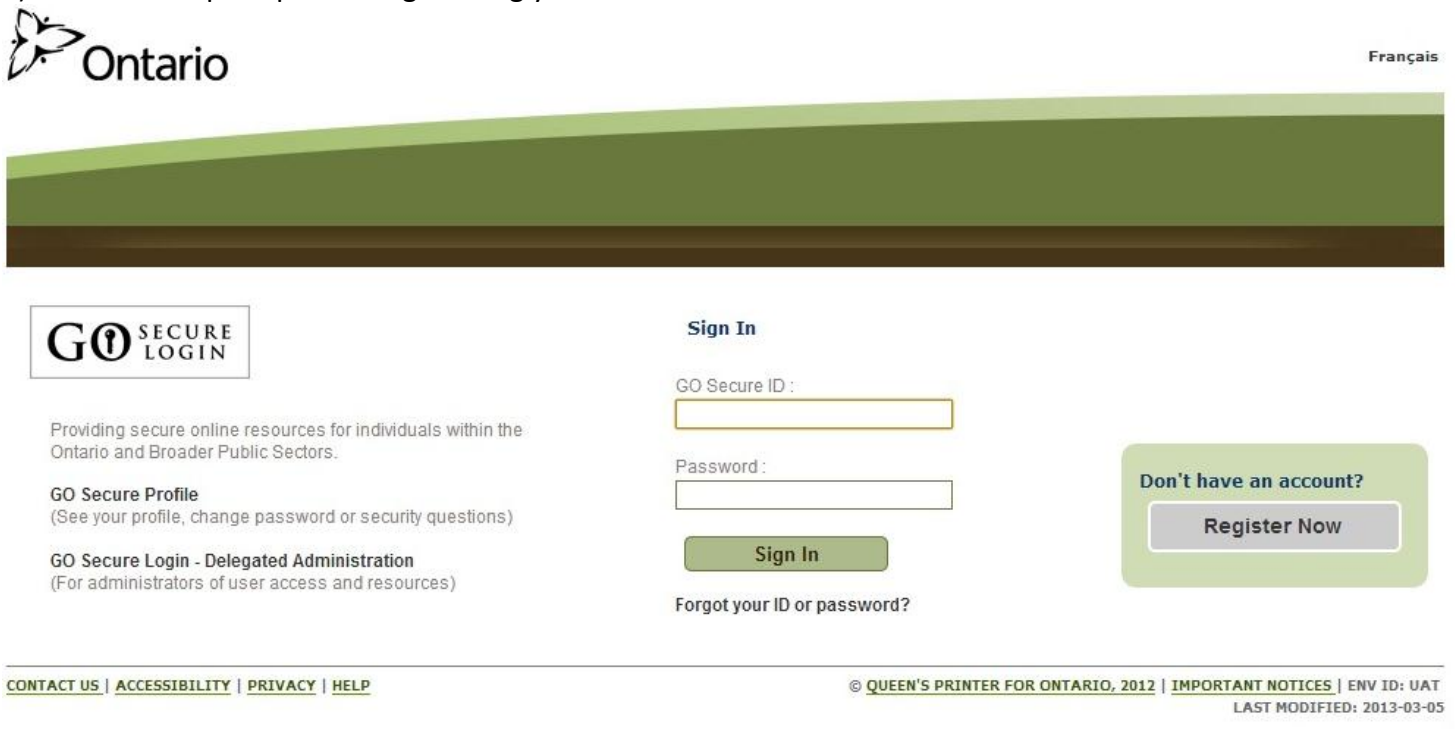 Ontario
Français
GO SECURE LOGIN
Providing secure online resources for individuals within the
Ontario and Broader Public Sectors.
GO Secure Profile
(See your profile, change password or security questions)
GO Secure Login - Delegated Administration
(For administrators of user access and resources)
Sign In
GO Secure ID :
Password :
Sign In
Forgot your ID or password?
Don't have an account?
Register Now
CONTACT US | ACCESSIBILITY | PRIVACY | HELP
© QUEEN'S PRINTER FOR ONTARIO, 2012 | IMPORTANT NOTICES | ENV ID: UAT
LAST MODIFIED: 2013-03-05